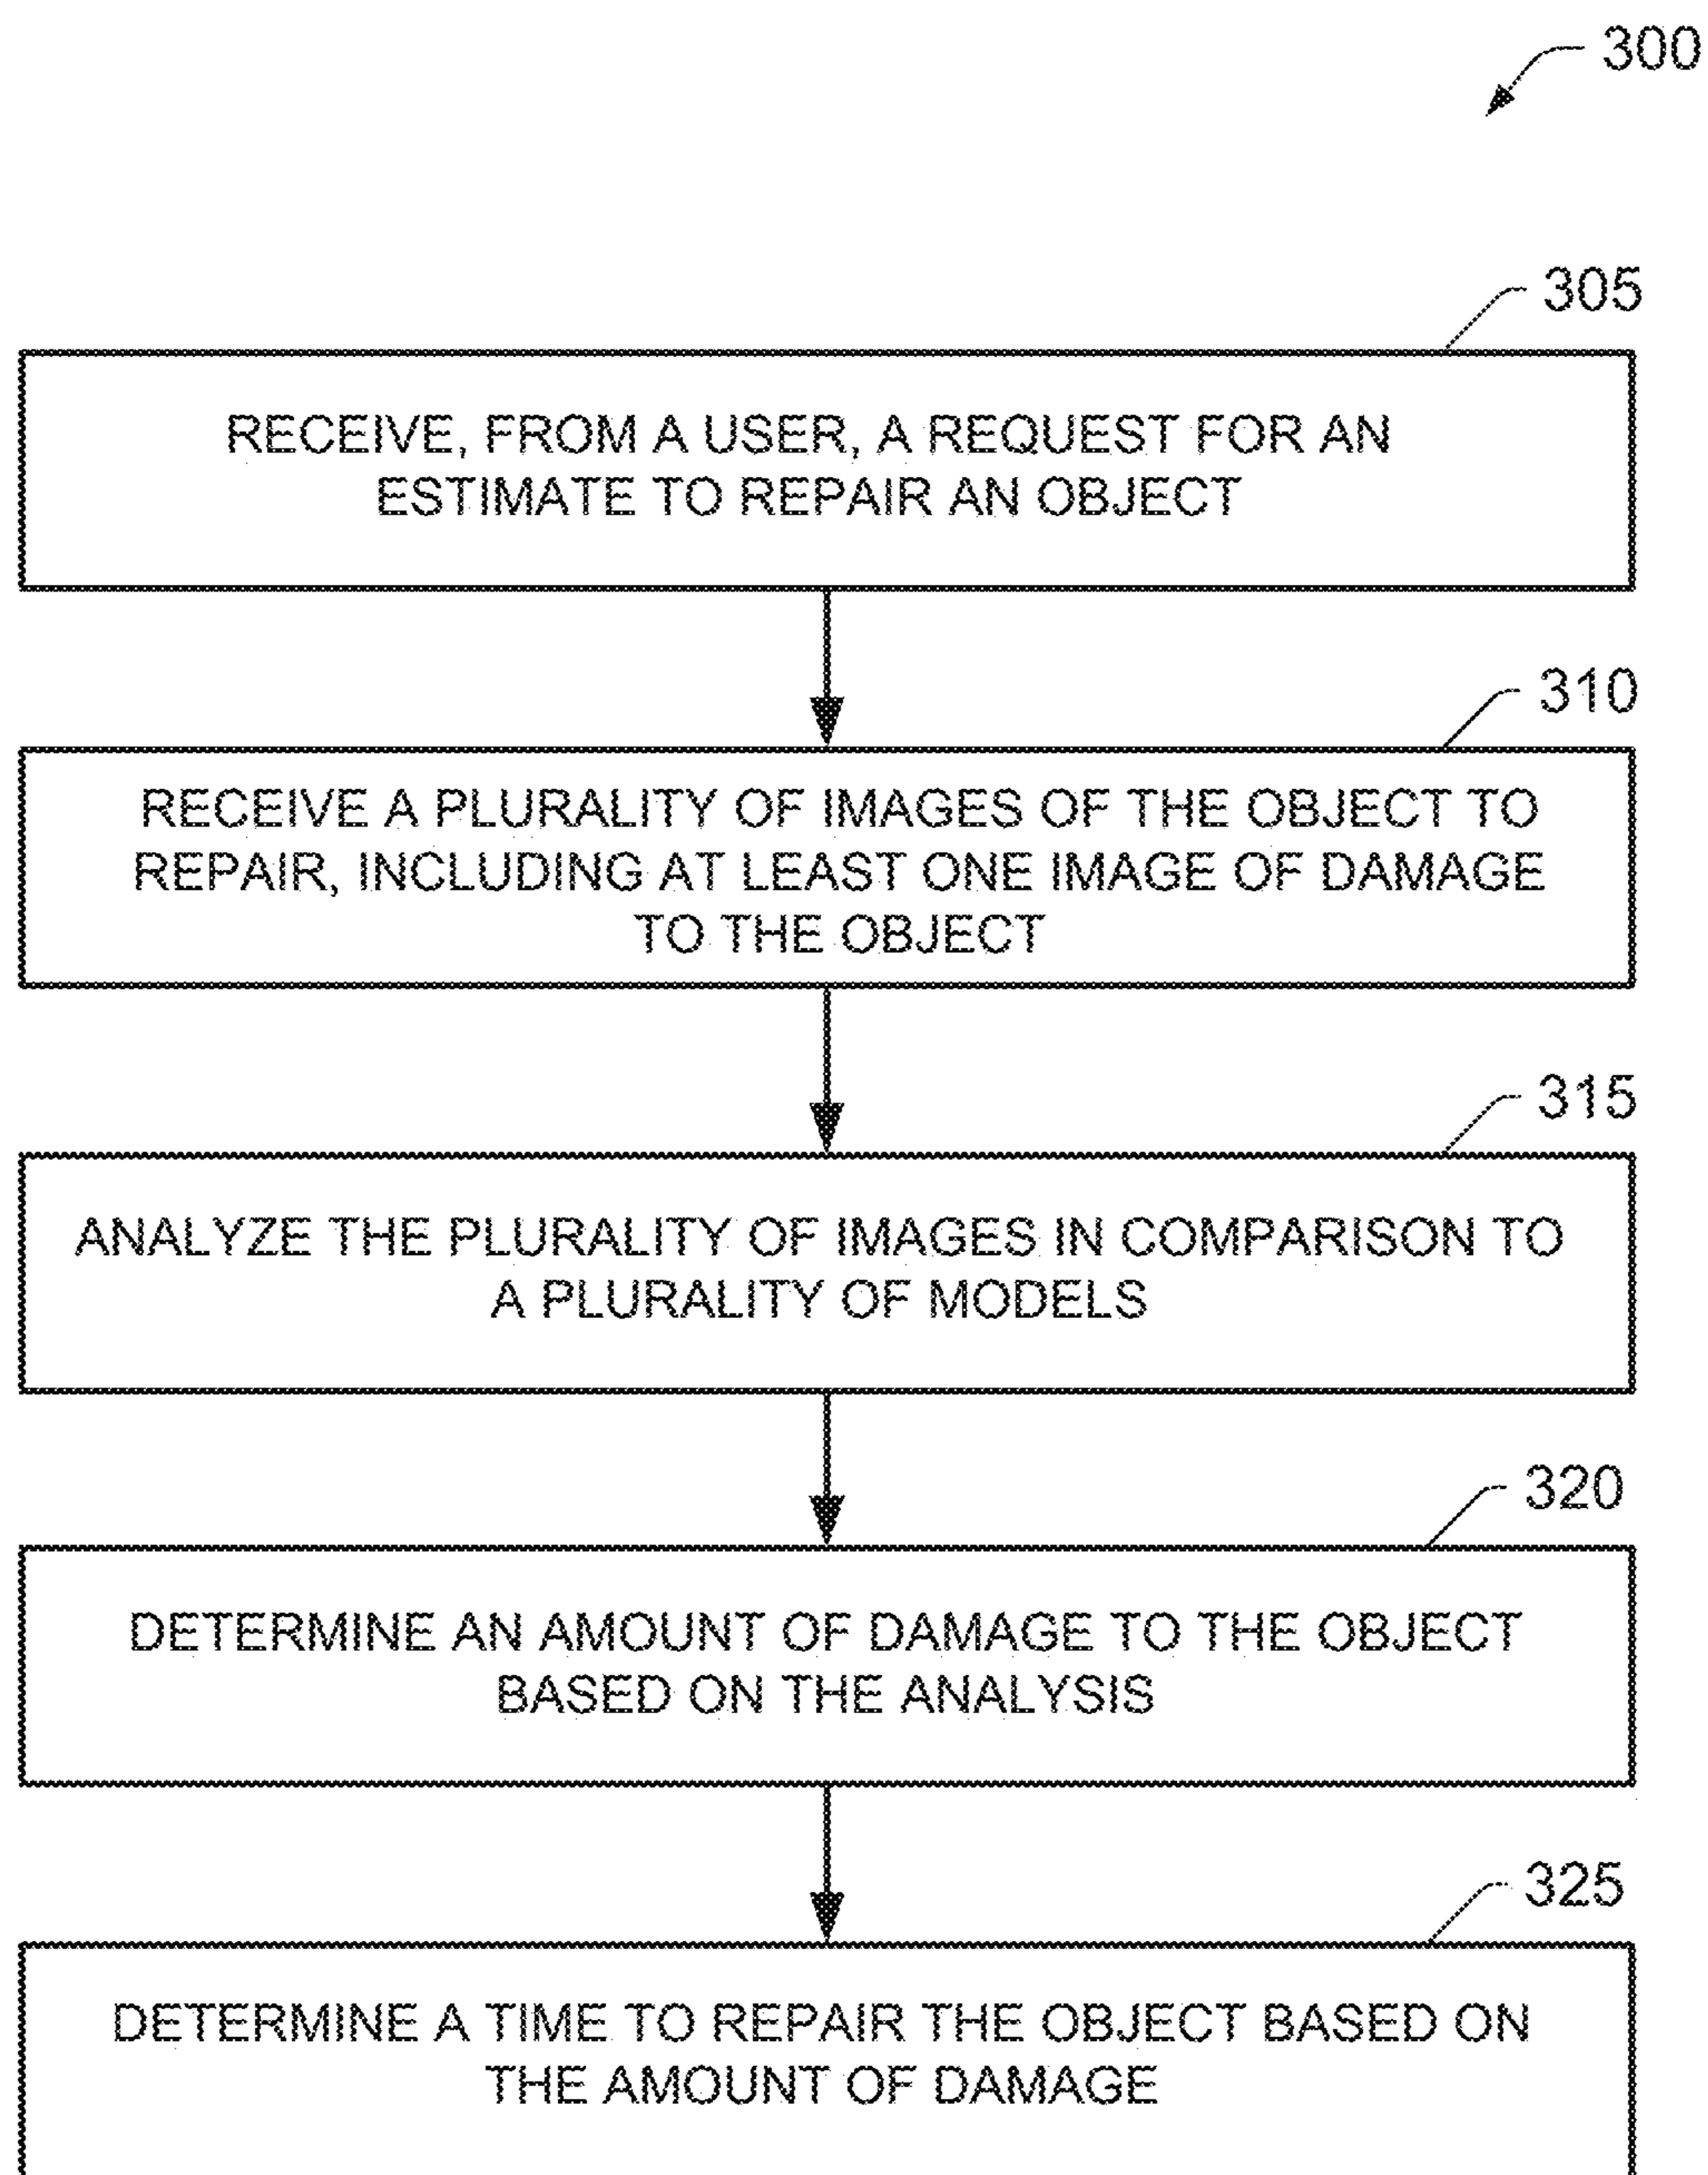 300
305
RECEIVE, FROM A USER, A REQUEST FOR AN
ESTIMATE TO REPAIR AN OBJECT
310
RECEIVE A PLURALITY OF IMAGES OF THE OBJECT TO
REPAIR, INCLUDING AT LEAST ONE IMAGE OF DAMAGE
TO THE OBJECT
315
ANALYZE THE PLURALITY OF IMAGES IN COMPARISON TO
A PLURALITY OF MODELS
320
DETERMINE AN AMOUNT OF DAMAGE TO THE OBJECT
BASED ON THE ANALYSIS
325
DETERMINE A TIME TO REPAIR THE OBJECT BASED ON
THE AMOUNT OF DAMAGE